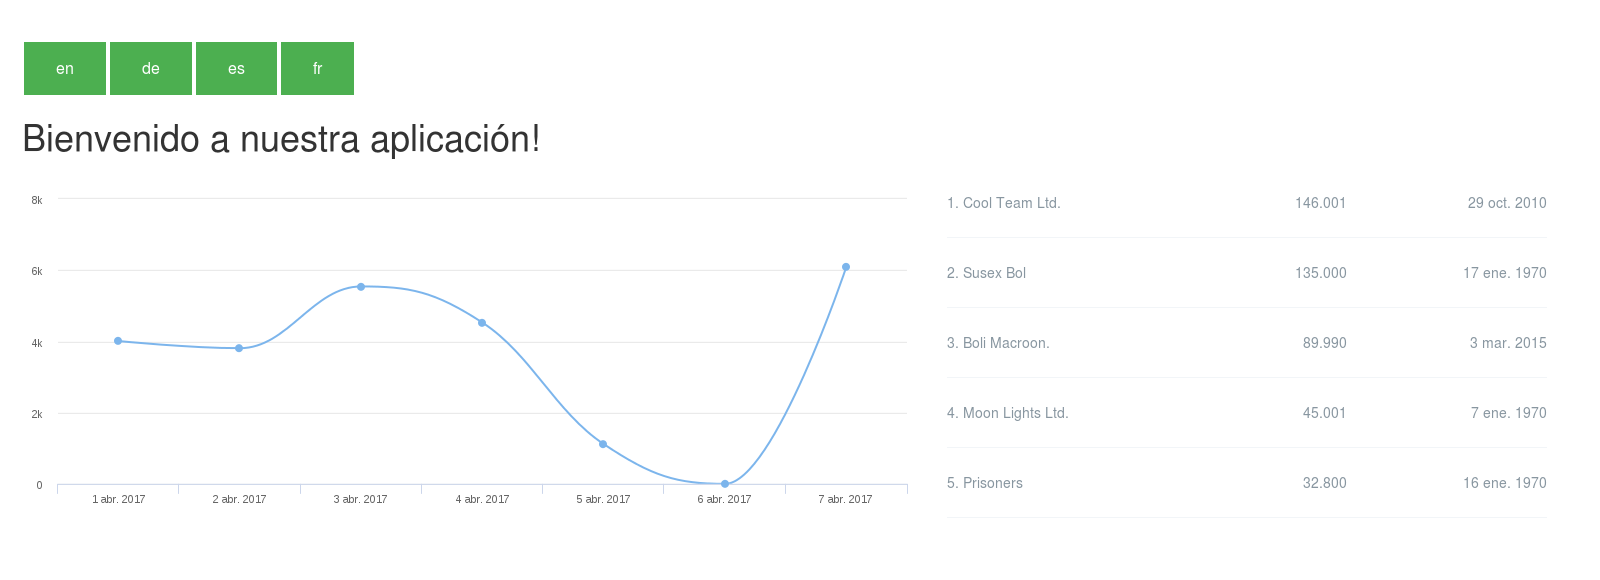 en de es fr
Bienvenido a nuestra aplicación!
8k
6k
4k
2k
0
1 abr. 2017 2 abr. 2017 3 abr. 2017 4 abr. 2017 5 abr. 2017 6 abr. 2017 7 abr. 2017
1. Cool Team Ltd. 146.001 29 oct. 2010
2. Susex Bol 135.000 17 ene. 1970
3. Boli Macroon. 89.990 3 mar. 2015
4. Moon Lights Ltd. 45.001 7 ene. 1970
5. Prisoners 32.800 16 ene. 1970